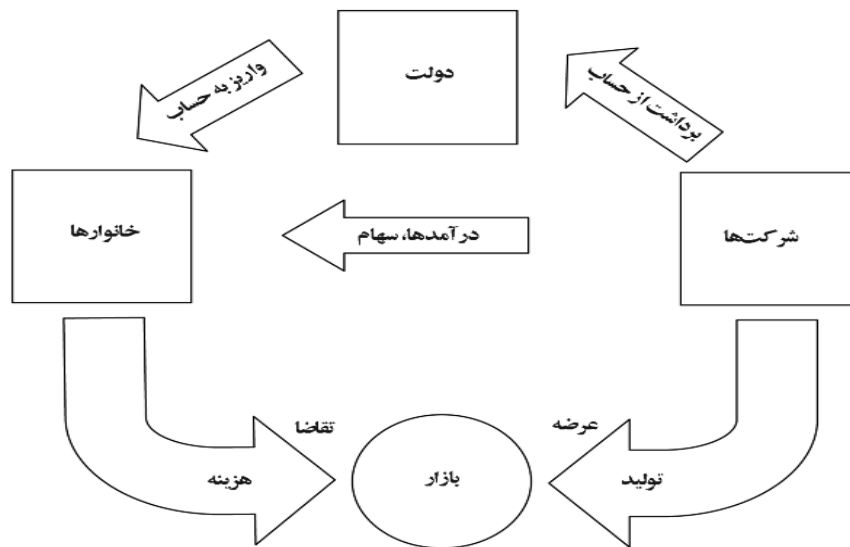 دولت
برداشت از حساب
واریز به حساب
شرکت‌ها
درآمدها، سهام
خانوارها
عرضه
تقاضا
تولید
بازار
هزینه